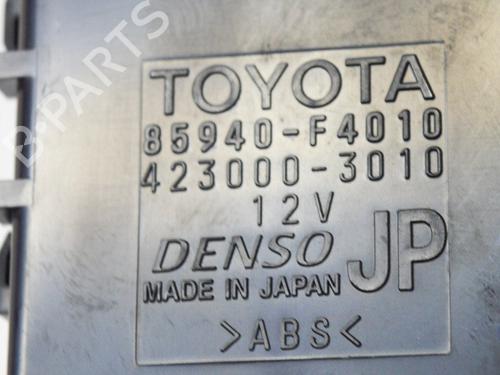 B-PARTS
TOYOTA
85940-F4010
423000-3010
12V
DENSO JP
MADE IN JAPAN
>ABS<